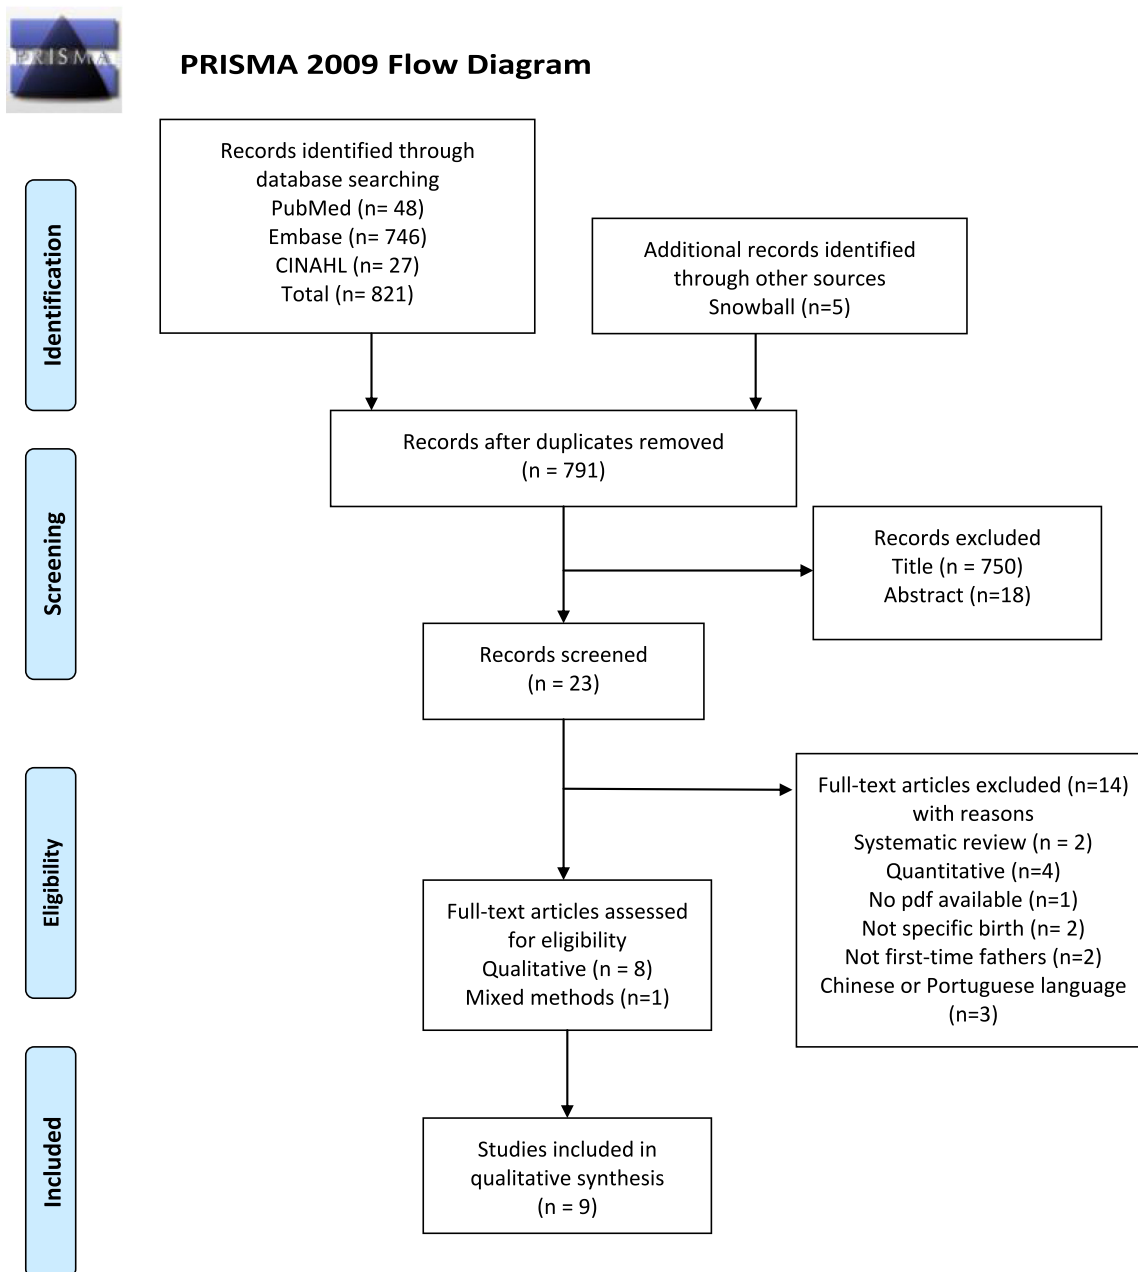 PRISMA
PRISMA 2009 Flow Diagram
Identification
Records identified through
database searching
PubMed (n= 48)
Embase (n= 746)
CINAHL (n= 27)
Total (n= 821)
Additional records identified
through other sources
Snowball (n=5)
Records after duplicates removed
(n = 791)
Screening
Records excluded
Title (n = 750)
Abstract (n=18)
Records screened
(n = 23)
Eligibility
Full-text articles excluded (n=14)
with reasons
Systematic review (n = 2)
Quantitative (n=4)
No pdf available (n=1)
Not specific birth (n= 2)
Not first-time fathers (n=2)
Chinese or Portuguese language
(n=3)
Full-text articles assessed
for eligibility
Qualitative (n = 8)
Mixed methods (n=1)
Included
Studies included in
qualitative synthesis
(n = 9)